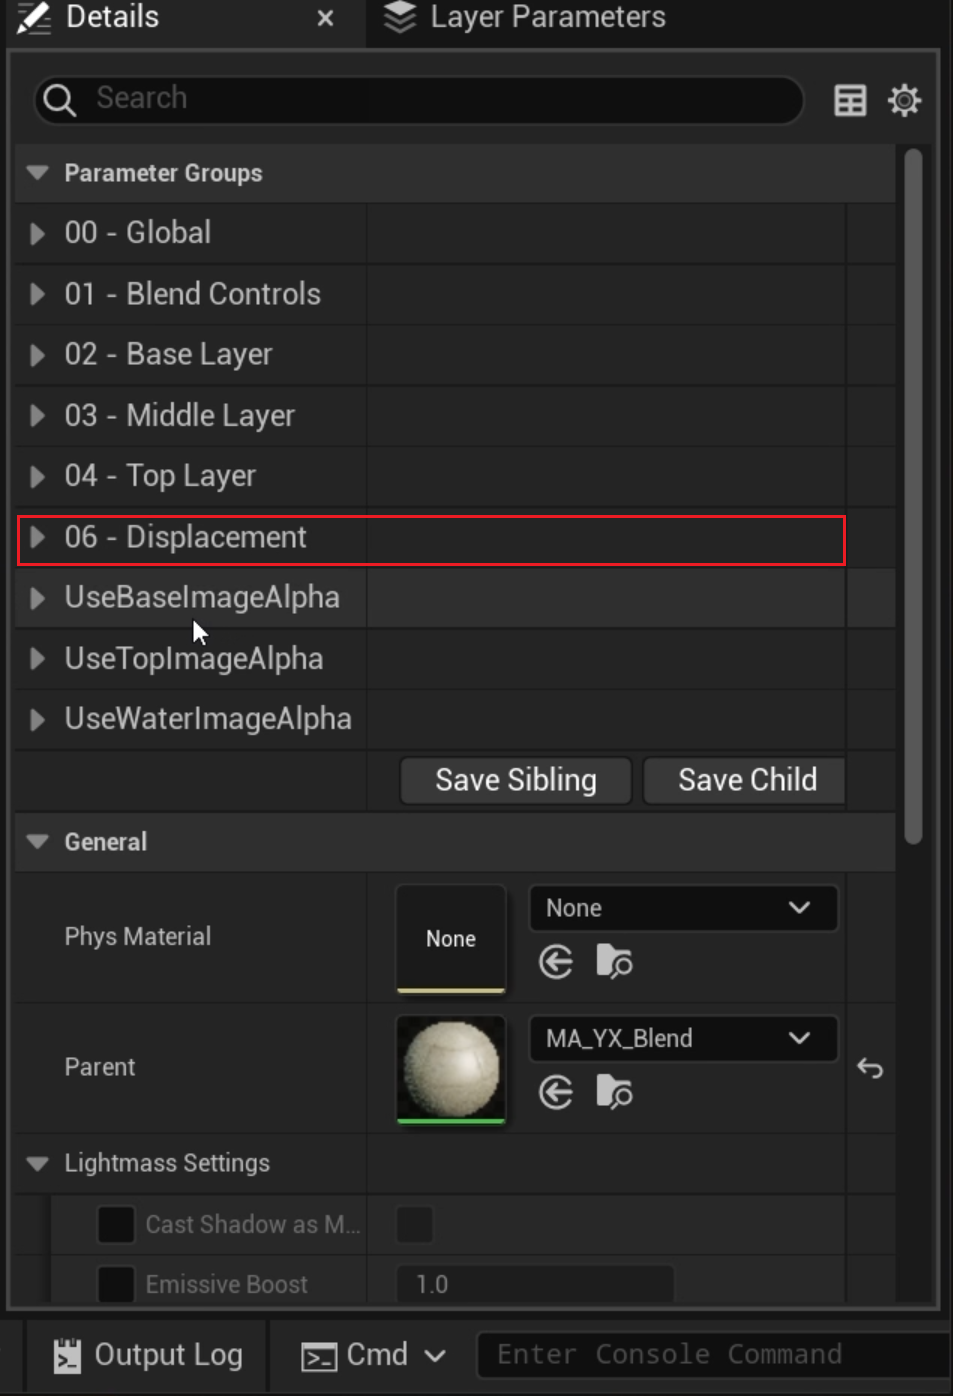 Details
Layer Parameters
Search
Parameter Groups
00 - Global
01 - Blend Controls
02 - Base Layer
03 - Middle Layer
04 - Top Layer
06 - Displacement
UseBaseImageAlpha
UseTopImageAlpha
UseWaterImageAlpha
Save Sibling
Save Child
General
Phys Material
None
None
Parent
MA_YX_Blend
Lightmass Settings
Cast Shadow as M...
Emissive Boost
1.0
Output Log
Cmd
Enter Console Command